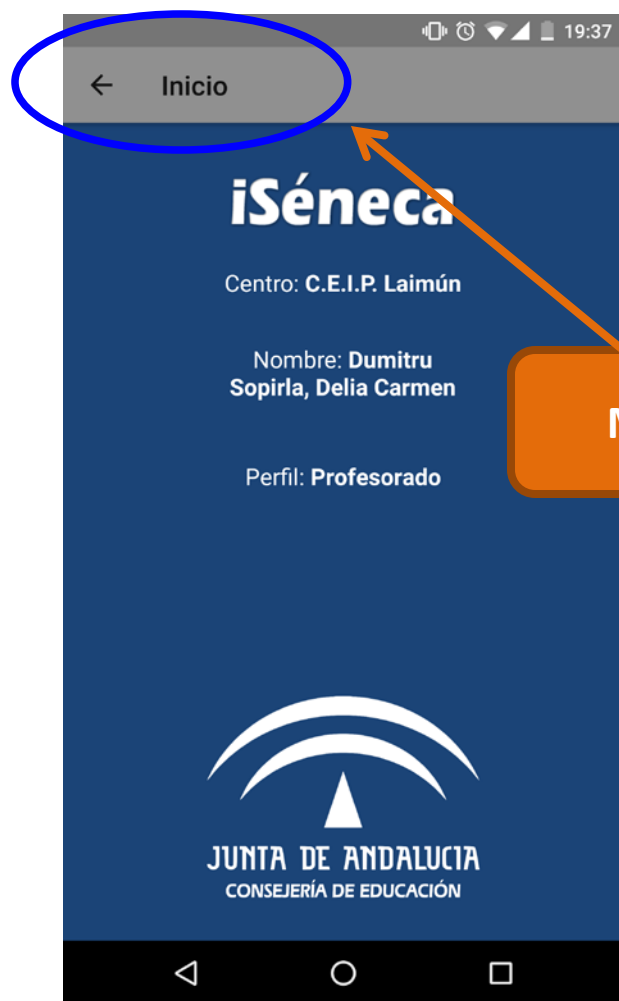 19:37
Inicio
iSéneca
Centro: C.E.I.P. Laimún
Nombre: Dumitru
Sopirla, Delia Carmen
Perfil: Profesorado
JUNTA DE ANDALUCIA
CONSEJERÍA DE EDUCACIÓN